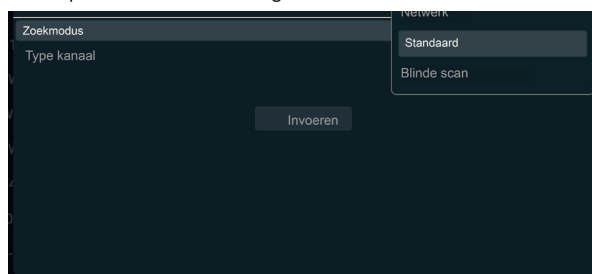 Netwerk
Zoekmodus
Standaard
Type kanaal
Blinde scan
Invoeren